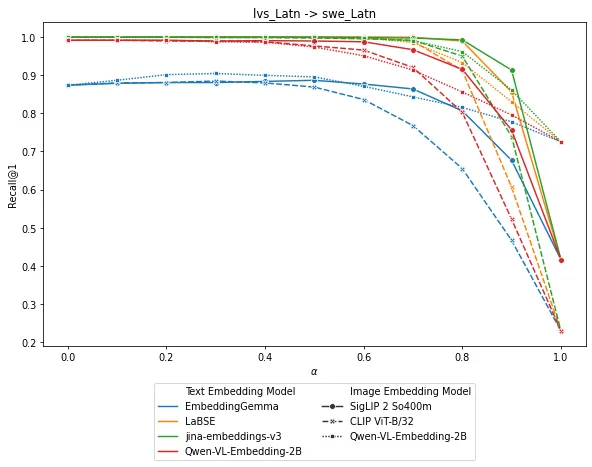 lvs_Latn -> swe_Latn
Recall@1
1.0
0.9
0.8
0.7
0.6
0.5
0.4
0.3
0.2
0.0 0.2 0.4 0.6 0.8 1.0
α
Text Embedding Model Image Embedding Model
EmbeddingGemma SigLIP 2 So400m
LaBSE CLIP ViT-B/32
jina-embeddings-v3 Qwen-VL-Embedding-2B
Qwen-VL-Embedding-2B